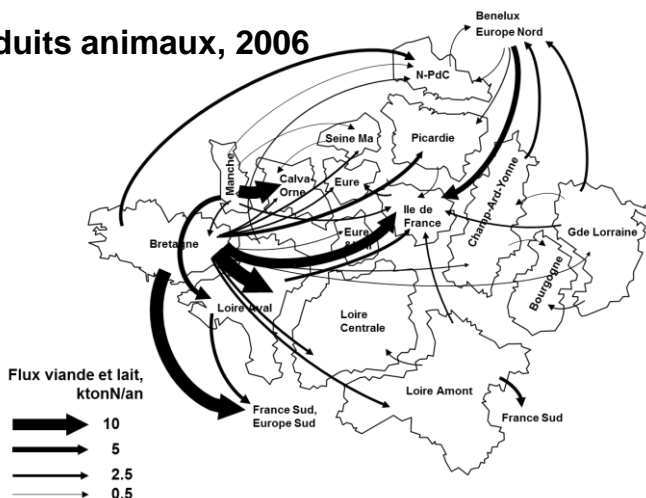 duits animaux, 2006
Benelux
Europe Nord
N-PdC
Seine Ma
Picardie
Manche
Calva
Orne
Eure
Ile de
France
Champ-Ard-Yonne
Gde Lorraine
Bretagne
Eure
Bourgogne
Loire Aval
Loire
Centrale
Loire Amont
France Sud,
Europe Sud
France Sud
Flux viande et lait,
ktonN/an
10
5
2.5
0.5